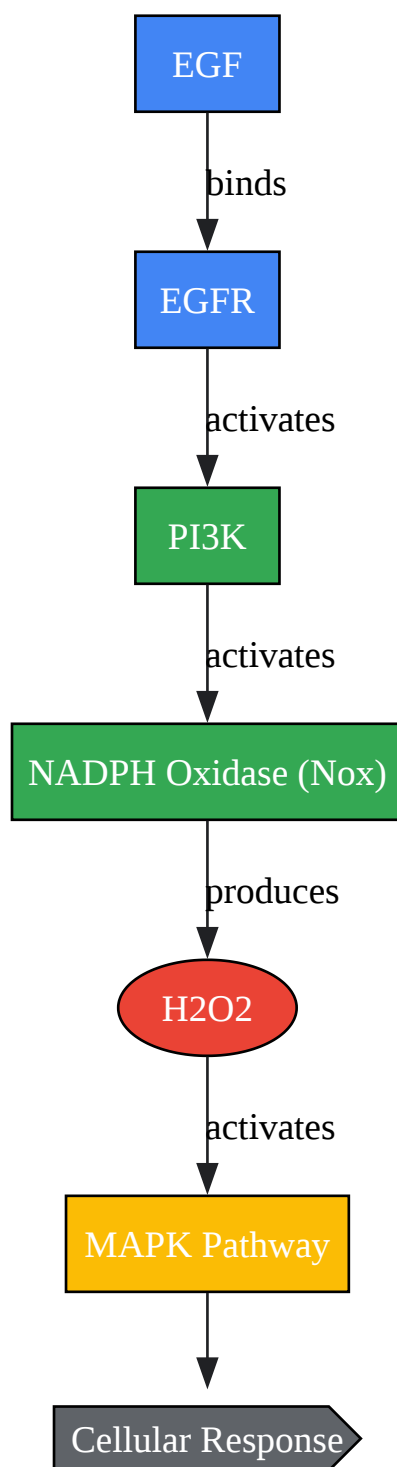 EGF
binds
EGFR
activates
PI3K
activates
NADPH Oxidase (Nox)
produces
H2O2
activates
MAPK Pathway
Cellular Response